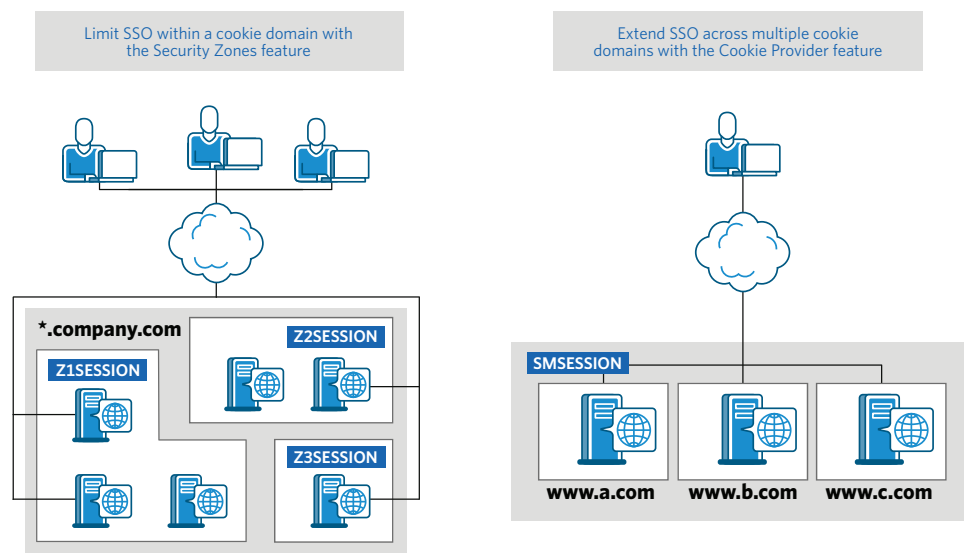 Limit SSO within a cookie domain with
the Security Zones feature
*.company.com
Z2SESSION
Z1SESSION
Z3SESSION
Extend SSO across multiple cookie
domains with the Cookie Provider feature
SMSESSION
www.a.com
www.b.com
www.c.com